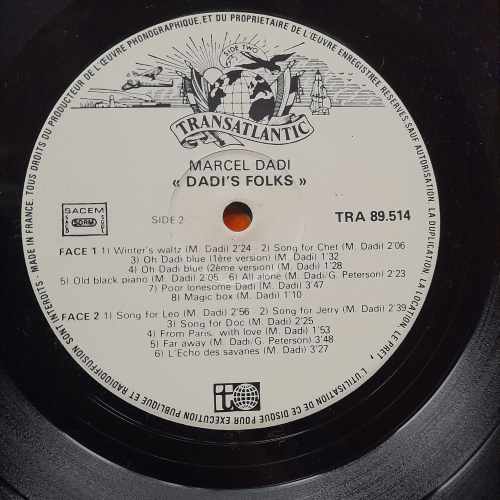 TOUS DROITS DU PRODUCTEUR DE L'ŒUVRE PHONOGRAPHIQUE, ET DU PROPRIETAIRE DE L'ŒUVRE ENREGISTREE RESERVES SAUF AUTORISATION. LA DUPLICATION, LA LOCATION, LE PRÊT, L'UTILISATION DE CE DISQUE POUR EXECUTION PUBLIQUE ET RADIODIFFUSION SONT INTERDITS - MADE IN FRANCE.
SIDE TWO
TRANSATLANTIC
MARCEL DADI
« DADI'S FOLKS »
SACEM
SACD
SDRM
SGDL
SIDE 2
TRA 89.514
FACE 1 1) Winter's waltz (M. Dadi) 2'24 - 2) Song for Chet (M. Dadi) 2'06
3) Oh Dadi blue (1ère version) (M. Dadi) 1'32
4) Oh Dadi blue (2ème version) (M. Dadi) 1'28
5) Old black piano (M. Dadi) 2'05 - 6) All alone (M. Dadi/G. Peterson) 2'23
7) Poor lonesome Dadi (M. Dadi) 3'47
8) Magic box (M. Dadi) 1'10
FACE 2 1) Song for Leo (M. Dadi) 2'56 - 2) Song for Jerry (M. Dadi) 2'39
3) Song for Doc (M. Dadi) 2'25
4) From Paris, with love (M. Dadi) 1'53
5) Far away (M. Dadi/G. Peterson) 3'48
6) L'Echo des savanes (M. Dadi) 3'27